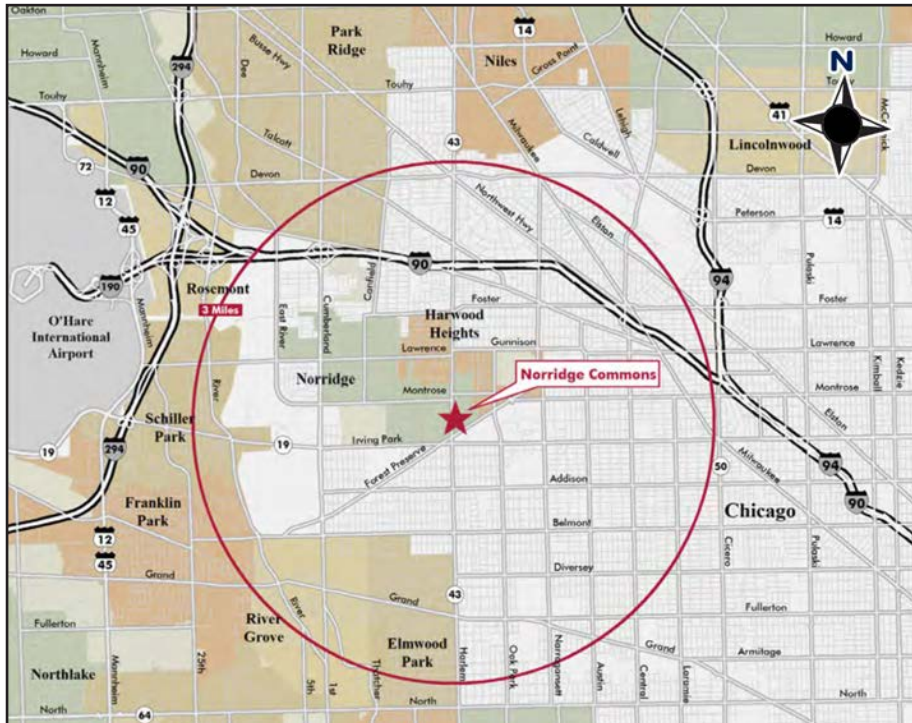 Oakton
Mannheim
Dee
Busse Hwy
Park
Ridge
14
Niles
Gross Point
Howard
Howard
294
Touhy
Touhy
N
Milwaukee
Lehigh
Caldwell
41
Lincolnwood
Talcott
43
72
90
Devon
Devon
Devon
12
45
Northwest Hwy
Elston
Peterson
14
190
Rosemont
3 Miles
East River
Cumberland
Canfield
90
94
Pulaski
Foster
Foster
O'Hare
International
Airport
Mannheim
River
Harwood
Heights
Gunnison
Lawrence
Lawrence
Norridge
Montrose
Norridge Commons
Kimball
Kedzie
Montrose
Schiller
Park
19
294
19
Irving Park
Forest Preserve
Elston
Milwaukee
50
94
90
Addison
Franklin
Park
Chicago
12
45
Belmont
Cicero
Pulaski
Grand
Diversey
River
Grand
43
Fullerton
Fullerton
River
Grove
Elmwood
Park
Grand
Armitage
Northlake
Mannheim
25th
5th
1st
Thatcher
Harlem
Oak Park
Narragansett
Austin
Central
Laramie
North
North
North
64